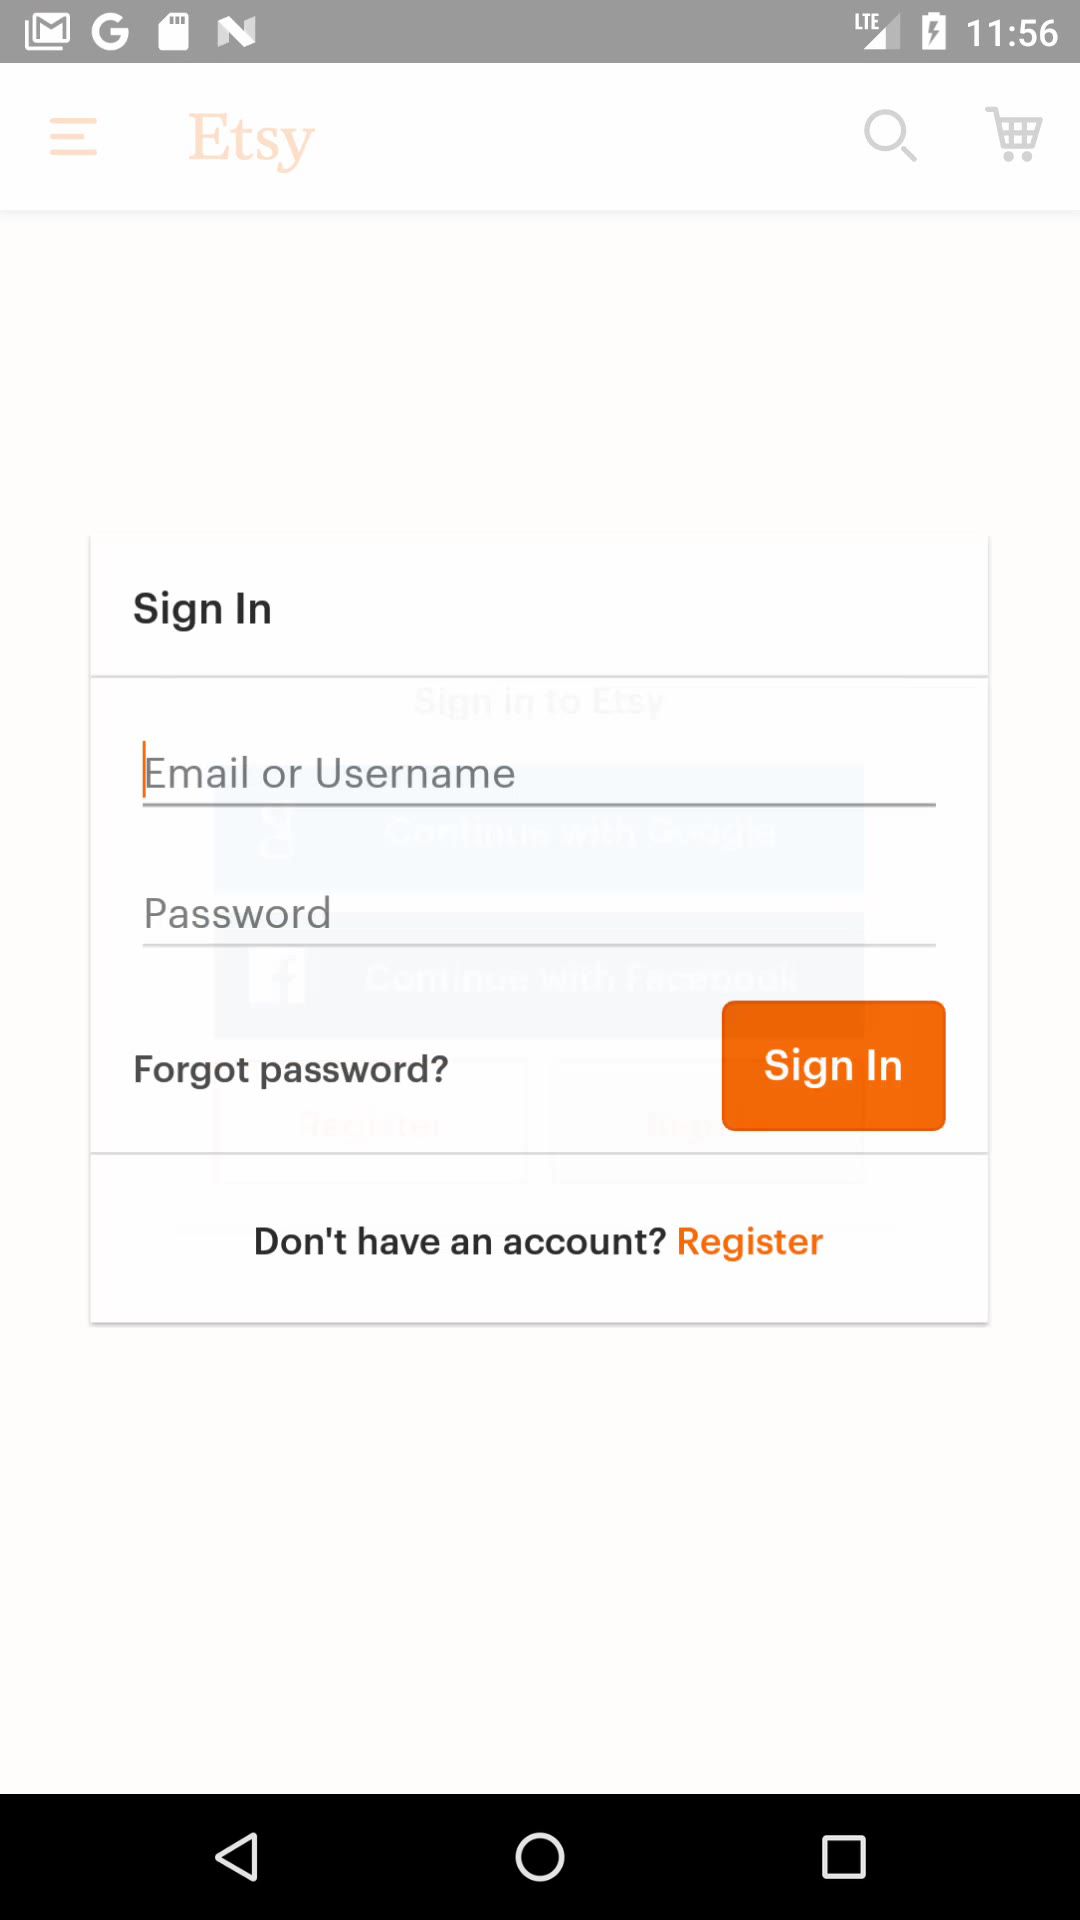 LTE 11:56
Etsy
Sign In
Sign in to Etsy
Email or Username
Continue with Google
Password
Continue with Facebook
Forgot password?
Sign In
Register
Don't have an account? Register